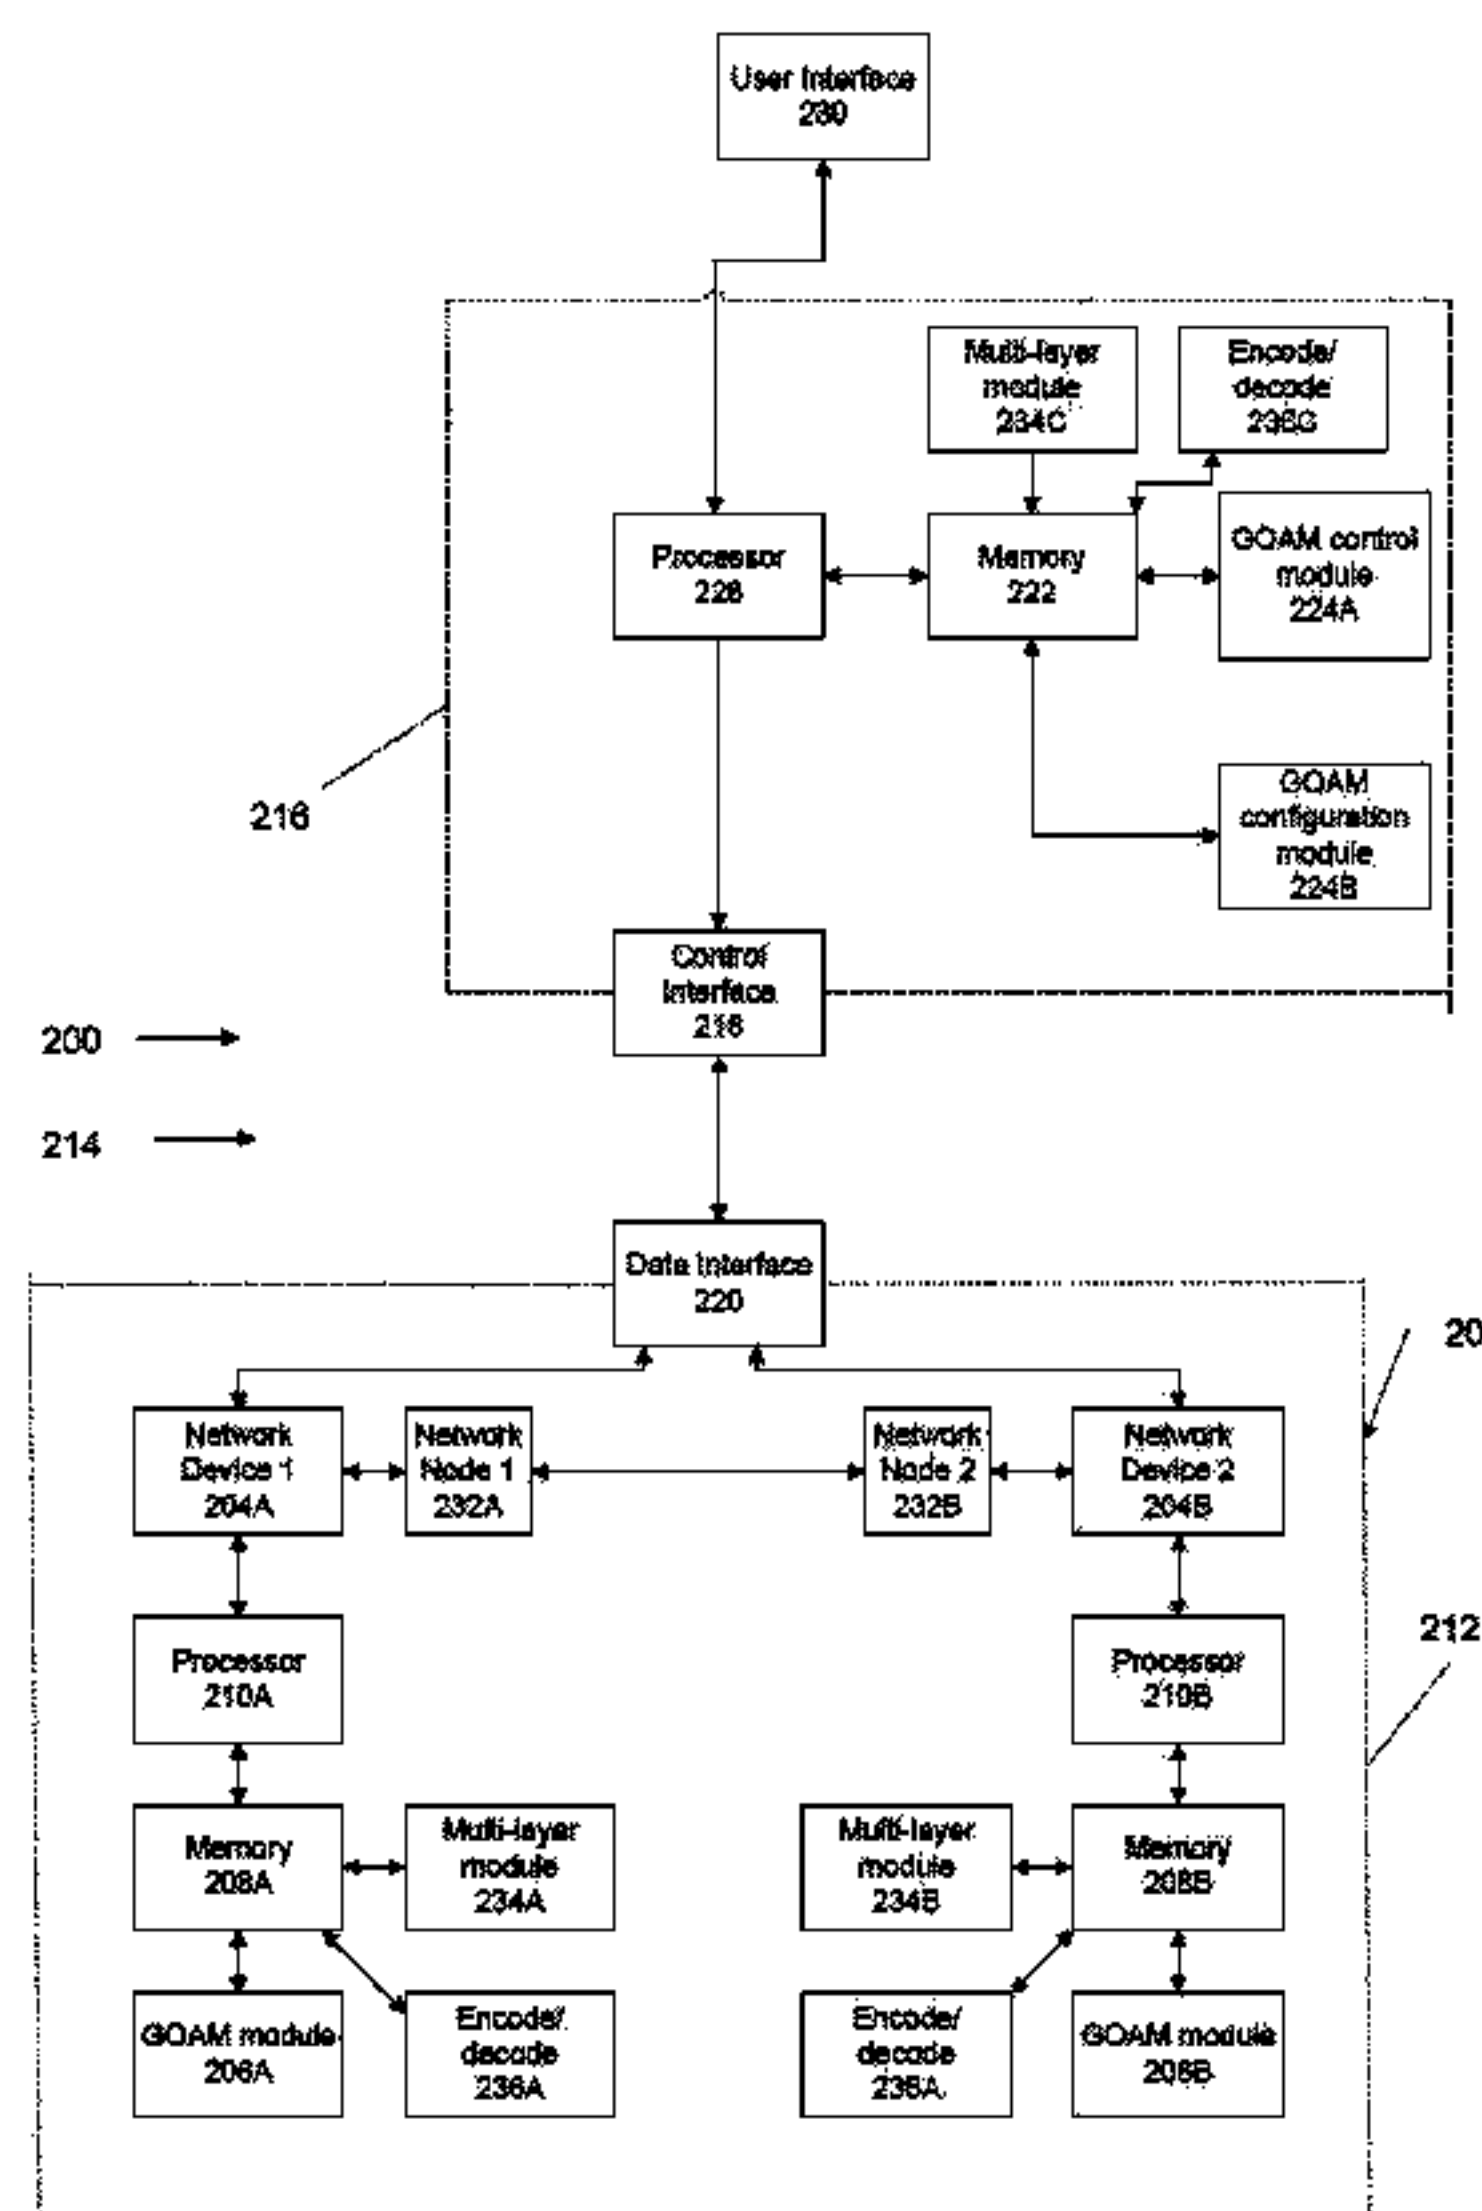 User Interface
230
Multi-layer
module
234C
Encode/
decode
236C
Processor
228
Memory
222
GOAM control
module
224A
216
GOAM
configuration
module
224B
Control
Interface
218
200
214
Data Interface
220
20
Network
Device 1
204A
Network
Node 1
232A
Network
Node 2
232B
Network
Device 2
204B
212
Processor
210A
Processor
210B
Memory
208A
Multi-layer
module
234A
Multi-layer
module
234B
Memory
208B
GOAM module
206A
Encode/
decode
236A
Encode/
decode
236A
GOAM module
206B